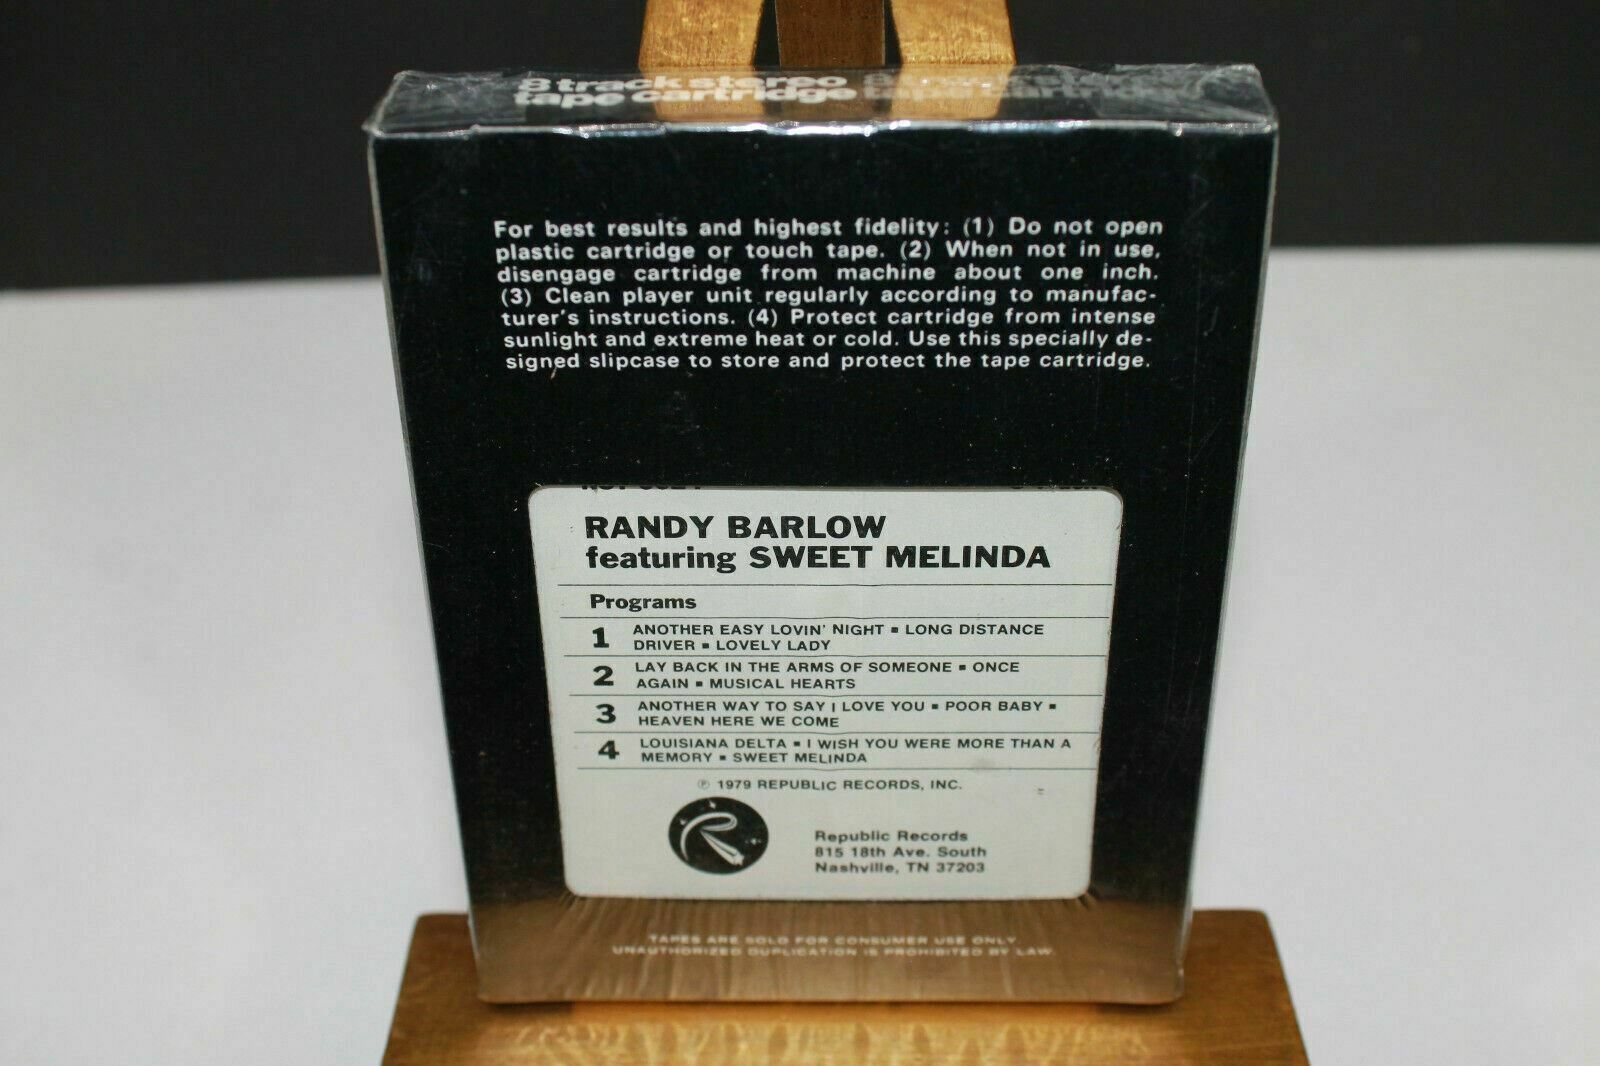 8 track stereo
tape cartridge tape cartridge
For best results and highest fidelity: (1) Do not open
plastic cartridge or touch tape. (2) When not in use,
disengage cartridge from machine about one inch.
(3) Clean player unit regularly according to manufac-
turer's instructions. (4) Protect cartridge from intense
sunlight and extreme heat or cold. Use this specially de-
signed slipcase to store and protect the tape cartridge.
RANDY BARLOW
featuring SWEET MELINDA
Programs
1 ANOTHER EASY LOVIN' NIGHT ▪ LONG DISTANCE
DRIVER ▪ LOVELY LADY
2 LAY BACK IN THE ARMS OF SOMEONE ▪ ONCE
AGAIN ▪ MUSICAL HEARTS
3 ANOTHER WAY TO SAY I LOVE YOU ▪ POOR BABY ▪
HEAVEN HERE WE COME
4 LOUISIANA DELTA ▪ I WISH YOU WERE MORE THAN A
MEMORY ▪ SWEET MELINDA
℗ 1979 REPUBLIC RECORDS, INC.
Republic Records
815 18th Ave. South
Nashville, TN 37203
TAPES ARE SOLD FOR CONSUMER USE ONLY.
UNAUTHORIZED DUPLICATION IS PROHIBITED BY LAW.